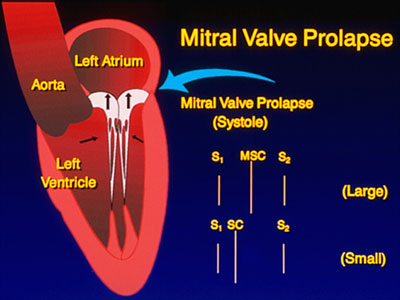 Mitral Valve Prolapse
Left Atrium
Aorta
Mitral Valve Prolapse
(Systole)
Left
Ventricle
S₁ MSC S₂
(Large)
S₁ SC S₂
(Small)